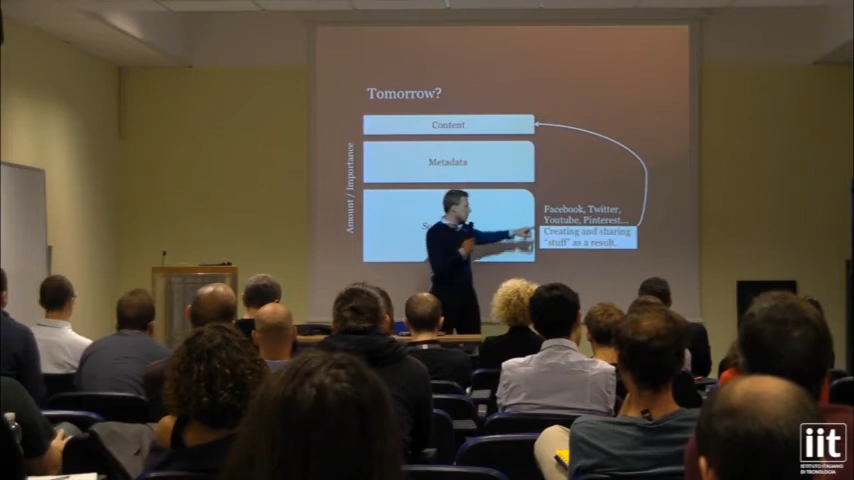 Tomorrow?
Content
Metadata
Amount / Importance
Facebook, Twitter,
Youtube, Pinterest...
Creating and sharing
"stuff" as a result.
iit
ISTITUTO ITALIANO
DI TECNOLOGIA